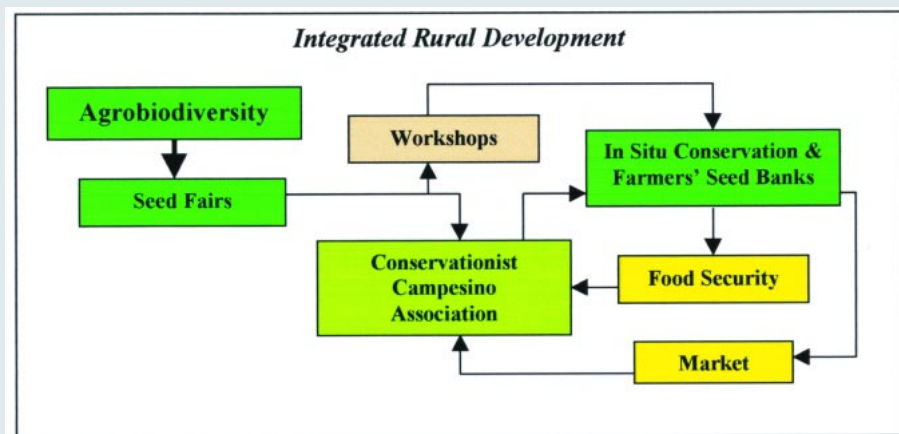 Integrated Rural Development
Agrobiodiversity
Workshops
In Situ Conservation &
Farmers' Seed Banks
Seed Fairs
Conservationist
Campesino
Association
Food Security
Market